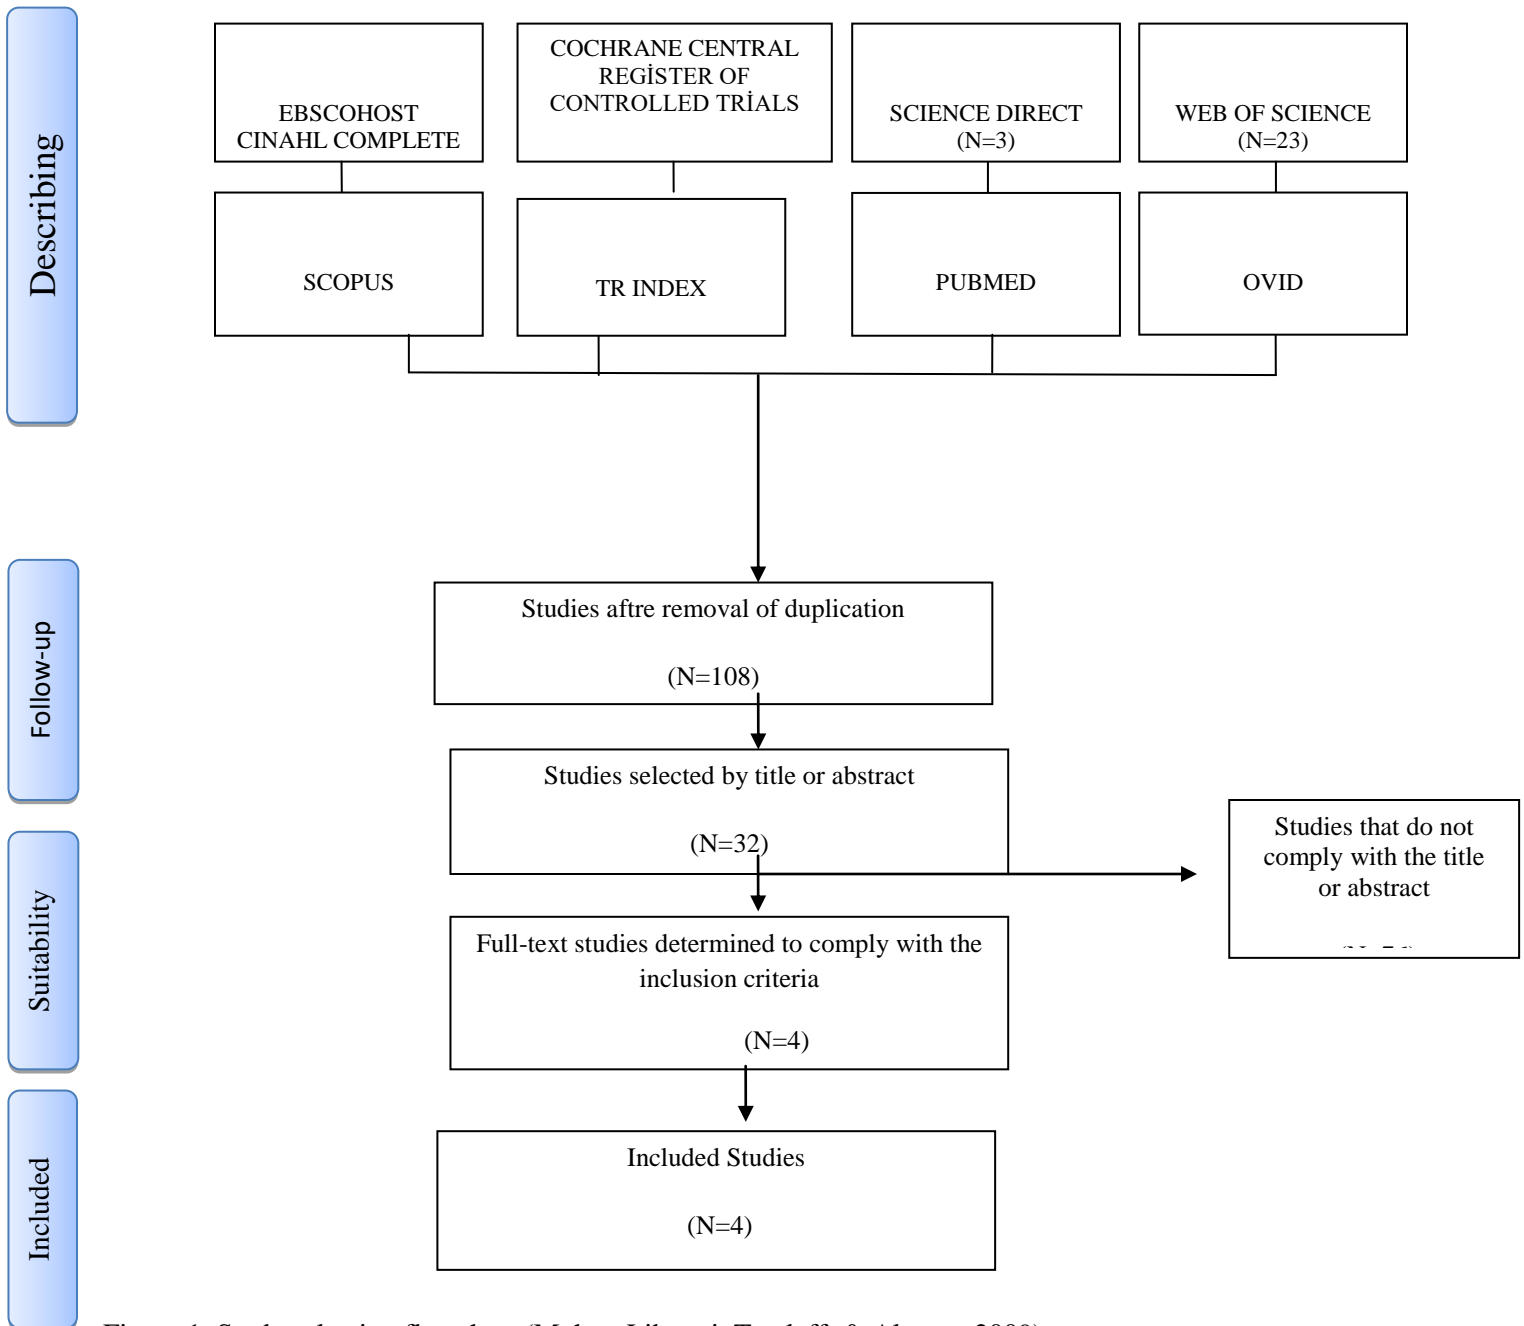 Describing
EBSCOHOST
CINAHL COMPLETE
COCHRANE CENTRAL
REGİSTER OF
CONTROLLED TRİALS
SCIENCE DIRECT
(N=3)
WEB OF SCIENCE
(N=23)
SCOPUS
TR INDEX
PUBMED
OVID
Follow-up
Studies aftre removal of duplication
(N=108)
Studies selected by title or abstract
(N=32)
Studies that do not
comply with the title
or abstract
Suitability
Full-text studies determined to comply with the
inclusion criteria
(N=4)
Included
Included Studies
(N=4)